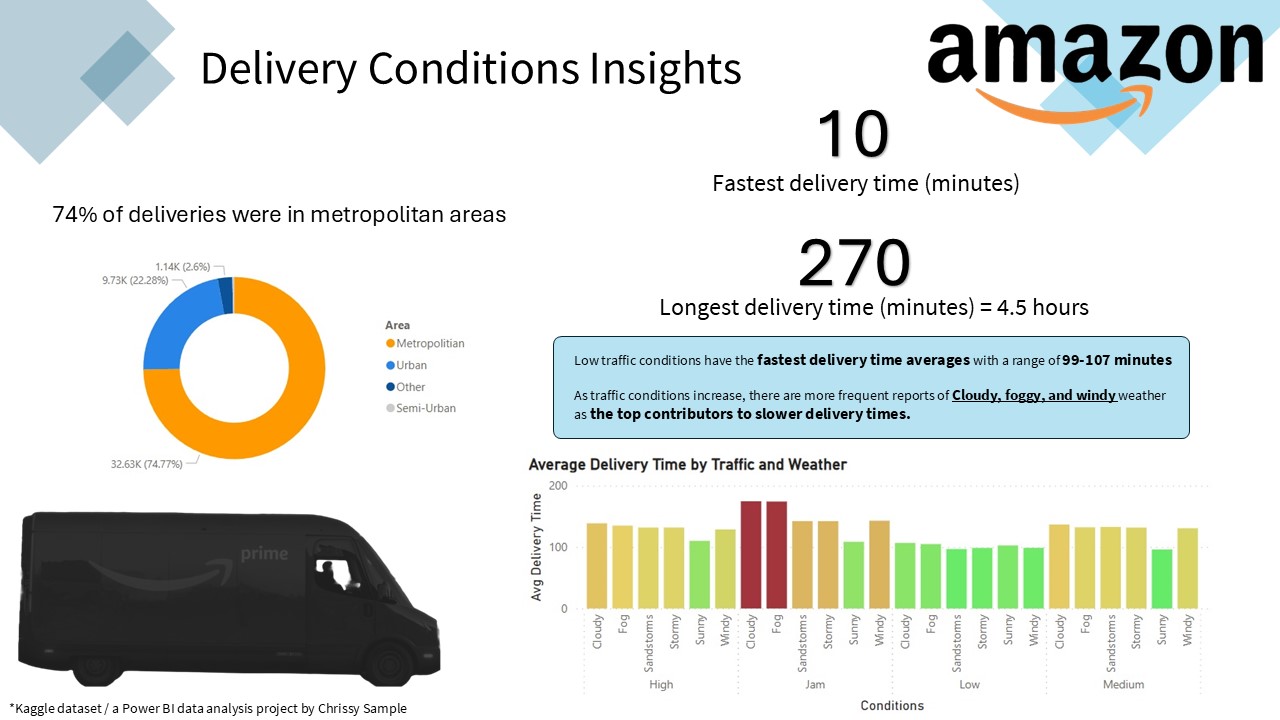 Delivery Conditions Insights
amazon
10
Fastest delivery time (minutes)
74% of deliveries were in metropolitan areas
270
Longest delivery time (minutes) = 4.5 hours
1.14K (2.6%)
9.73K (22.28%)
32.63K (74.77%)
Area
Metropolitian
Urban
Other
Semi-Urban
Low traffic conditions have the fastest delivery time averages with a range of 99-107 minutes
As traffic conditions increase, there are more frequent reports of Cloudy, foggy, and windy weather
as the top contributors to slower delivery times.
Average Delivery Time by Traffic and Weather
Avg Delivery Time
200
100
0
Cloudy
Fog
Sandstorms
Stormy
Sunny
Windy
Cloudy
Fog
Sandstorms
Stormy
Sunny
Windy
Cloudy
Fog
Sandstorms
Stormy
Sunny
Windy
Cloudy
Fog
Sandstorms
Stormy
Sunny
Windy
High
Jam
Low
Medium
Conditions
prime
*Kaggle dataset / a Power BI data analysis project by Chrissy Sample